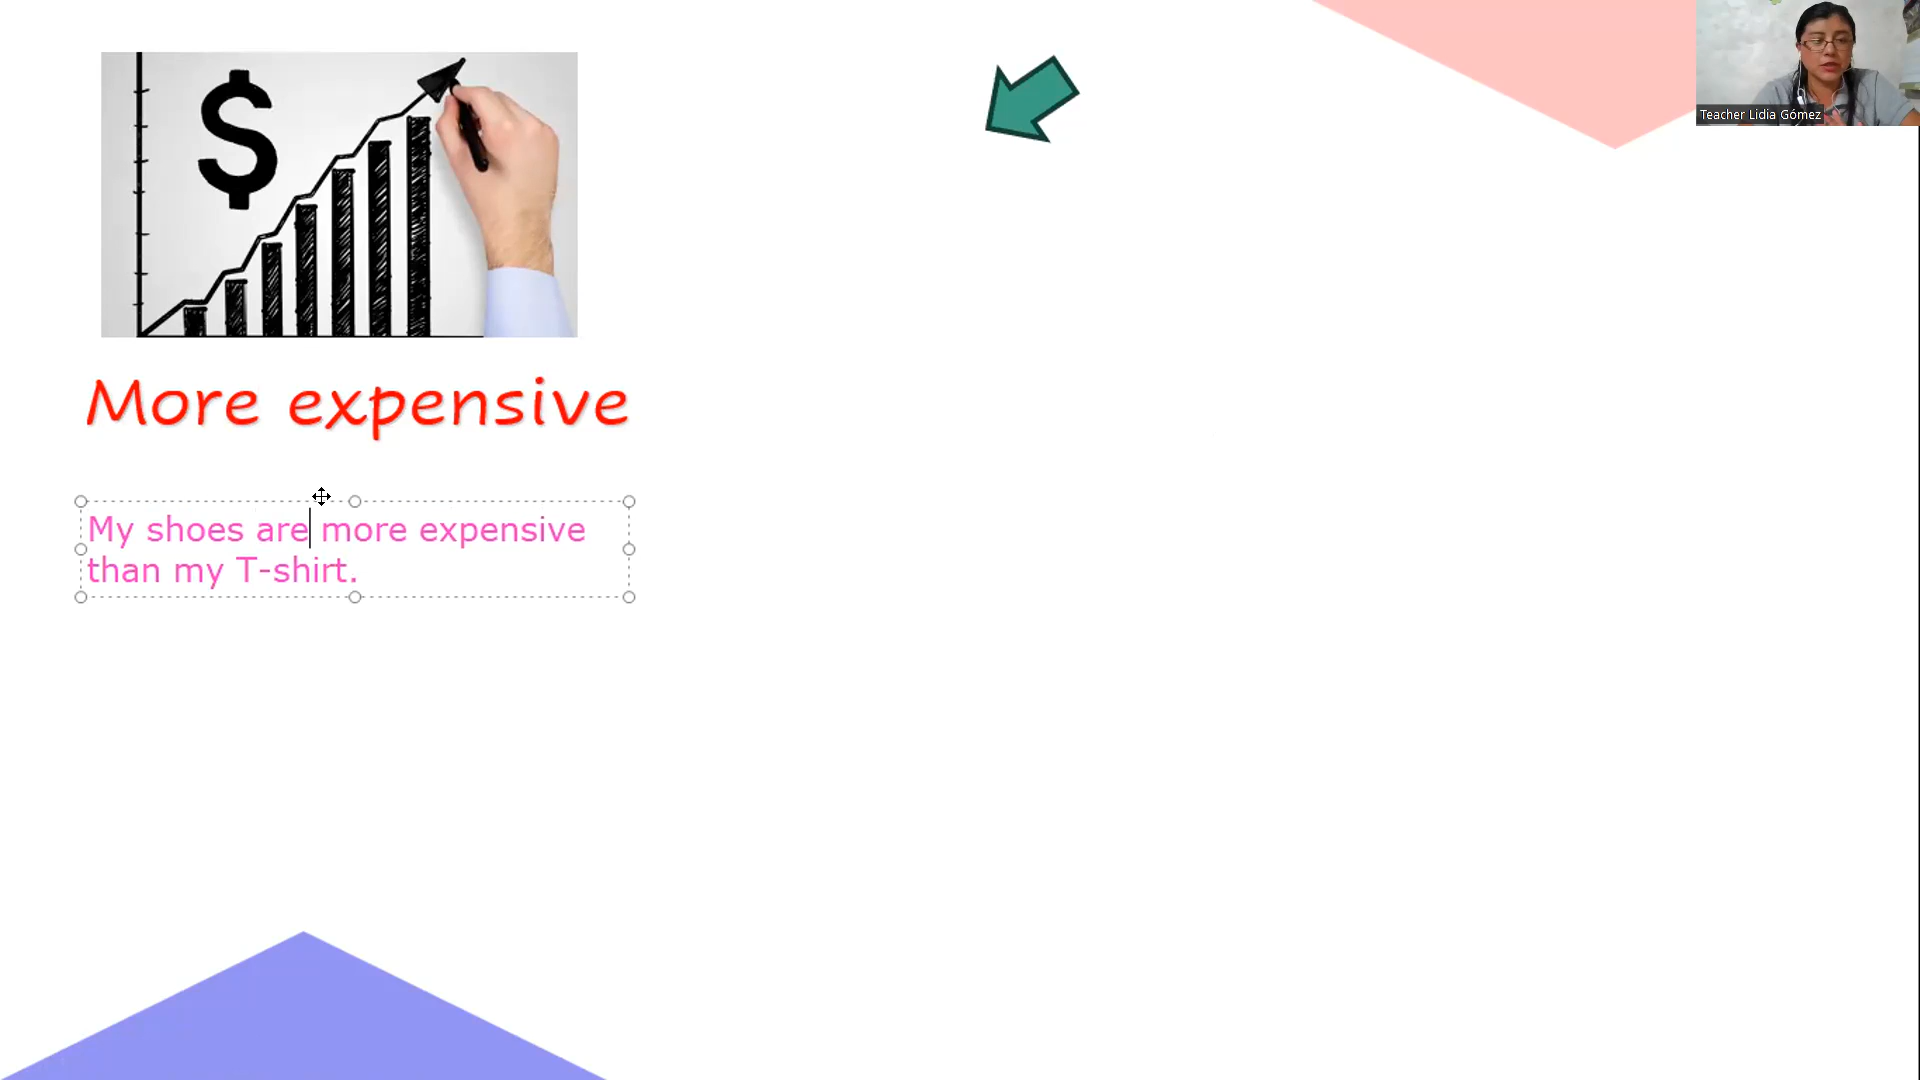 Teacher Lidia Gómez
$
More expensive
My shoes are more expensive
than my T-shirt.